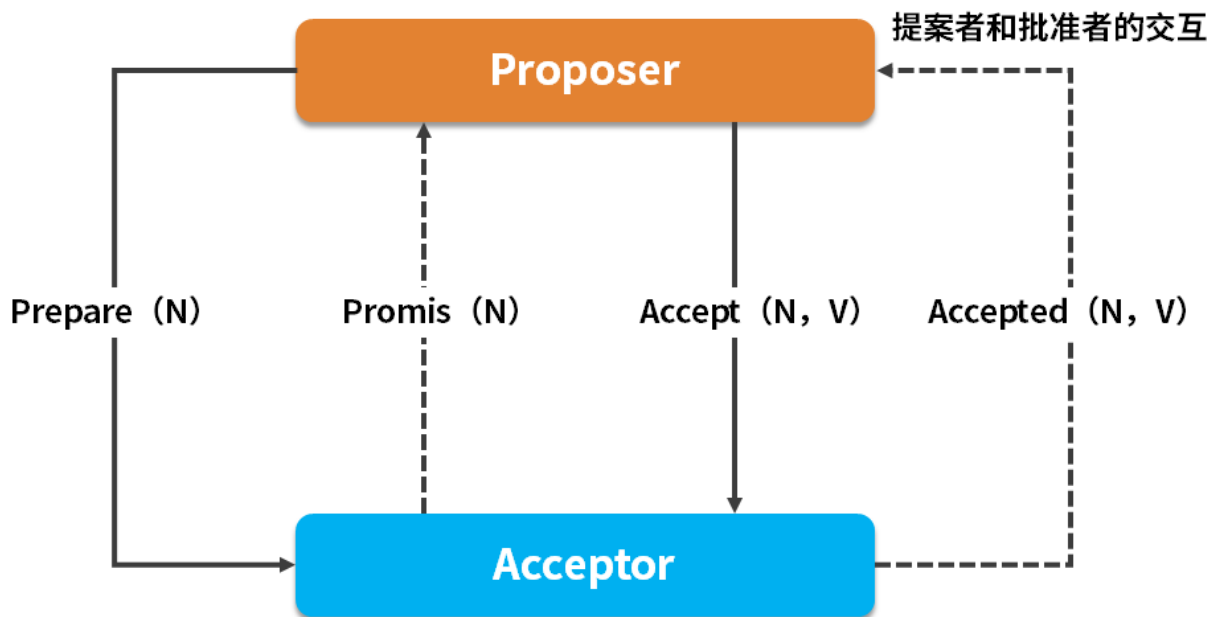 提案者和批准者的交互
Proposer
Prepare（N）
Promis（N）
Accept（N，V）
Accepted（N，V）
Acceptor